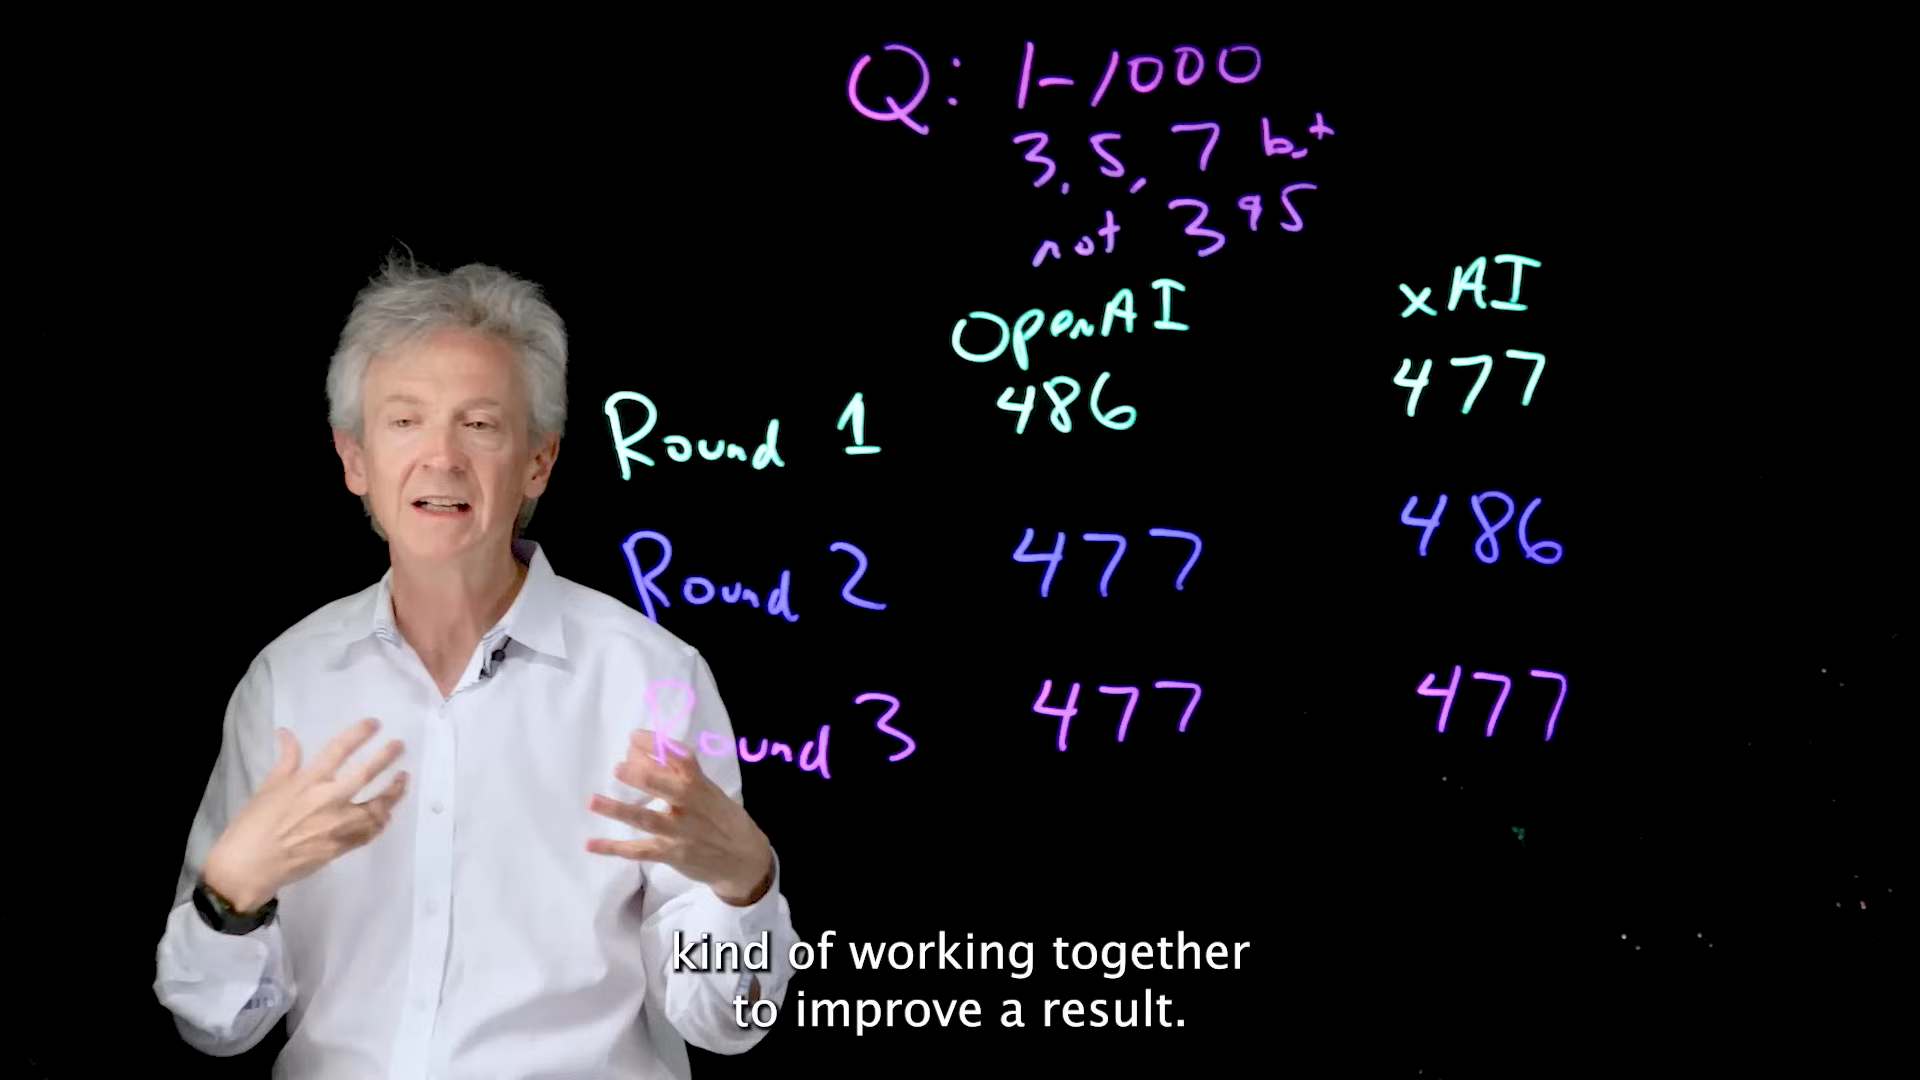 Q: 1-1000
3, 5, 7 but
not 395
OpenAI xAI
Round 1 486 477
Round 2 477 486
Round 3 477 477
kind of working together
to improve a result.